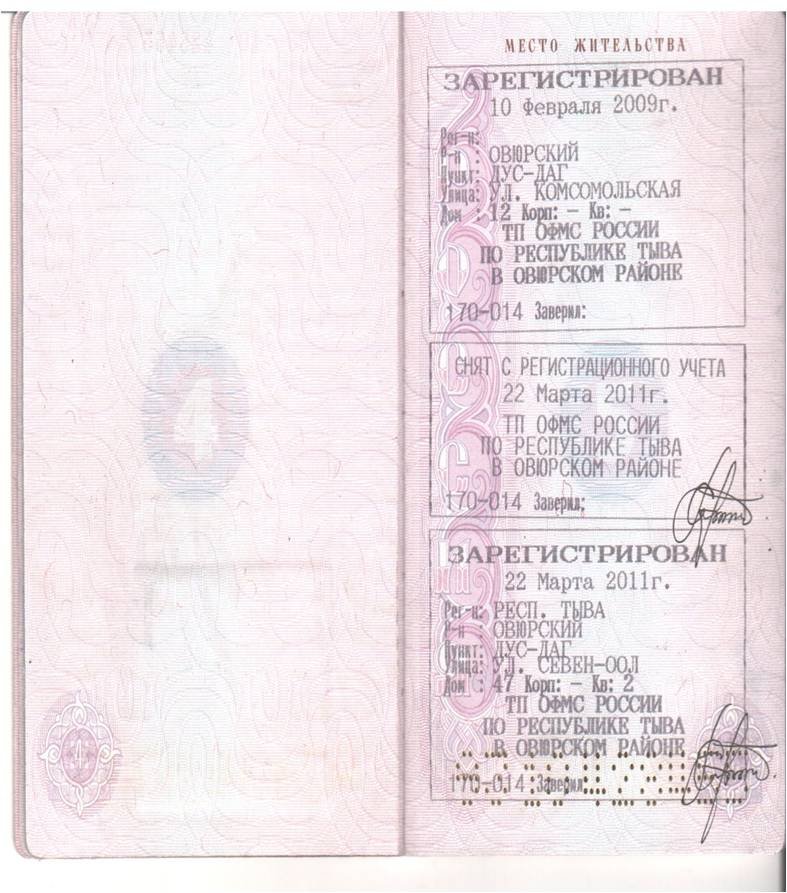 МЕСТО ЖИТЕЛЬСТВА
ЗАРЕГИСТРИРОВАН
10 Февраля 2009г.
Рег-н:
Р-н : ОВЮРСКИЙ
Пункт: ДУС-ДАГ
Улица: УЛ. КОМСОМОЛЬСКАЯ
Дом : 12 Корп: - Кв: -
ТП ОФМС РОССИИ
ПО РЕСПУБЛИКЕ ТЫВА
В ОВЮРСКОМ РАЙОНЕ
170-014 Заверил:
СНЯТ С РЕГИСТРАЦИОННОГО УЧЕТА
22 Марта 2011г.
ТП ОФМС РОССИИ
ПО РЕСПУБЛИКЕ ТЫВА
В ОВЮРСКОМ РАЙОНЕ
170-014 Заверил:
ЗАРЕГИСТРИРОВАН
22 Марта 2011г.
Рег-н: РЕСП. ТЫВА
Р-н : ОВЮРСКИЙ
Пункт: ДУС-ДАГ
Улица: УЛ. СЕВЕН-ООЛ
Дом : 47 Корп: - Кв: 2
ТП ОФМС РОССИИ
ПО РЕСПУБЛИКЕ ТЫВА
В ОВЮРСКОМ РАЙОНЕ
170-014 Заверил:
4
4